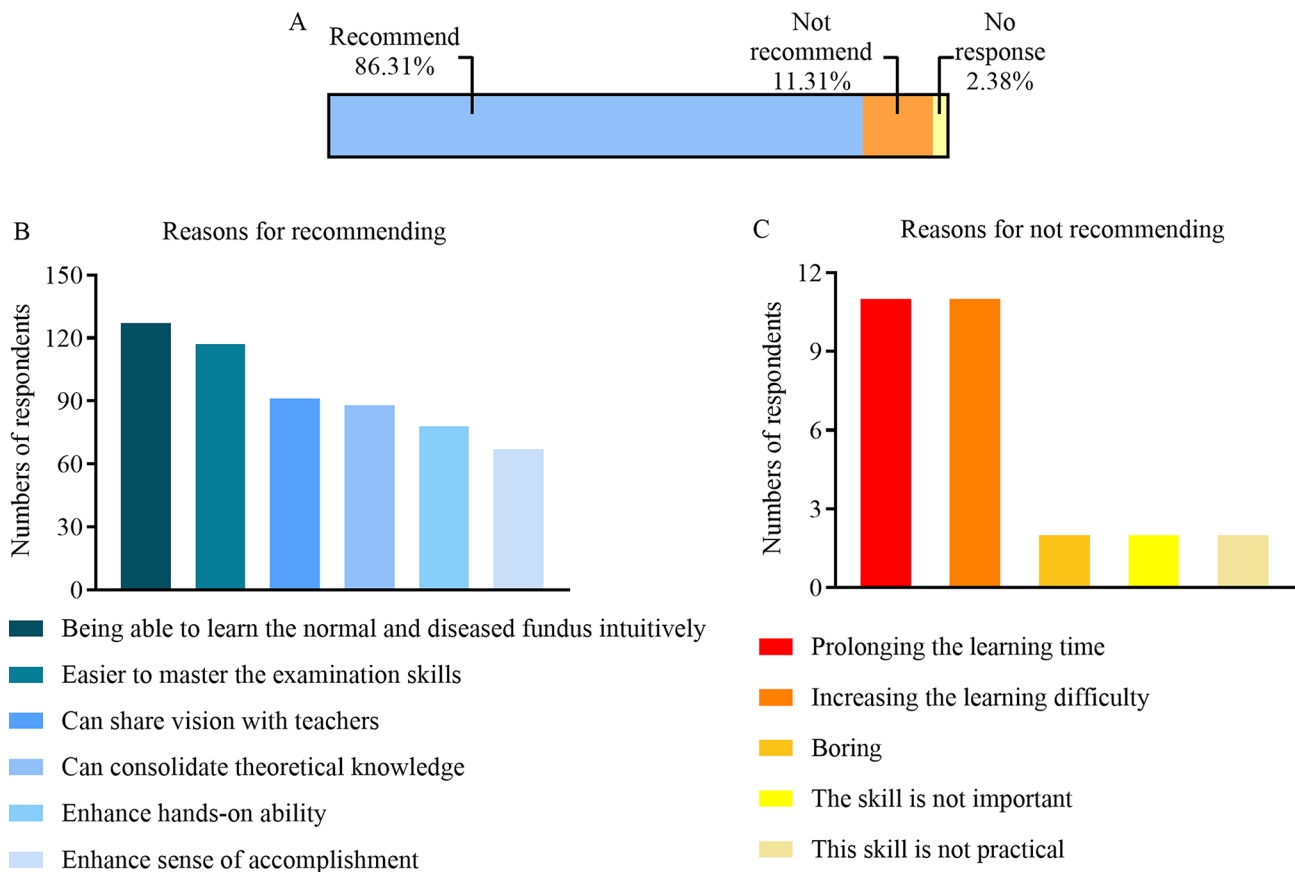 A
Recommend
86.31%
Not
recommend
11.31%
No
response
2.38%
B
Reasons for recommending
Numbers of respondents
150
120
90
60
30
0
Being able to learn the normal and diseased fundus intuitively
Easier to master the examination skills
Can share vision with teachers
Can consolidate theoretical knowledge
Enhance hands-on ability
Enhance sense of accomplishment
C
Reasons for not recommending
Numbers of respondents
12
9
6
3
0
Prolonging the learning time
Increasing the learning difficulty
Boring
The skill is not important
This skill is not practical